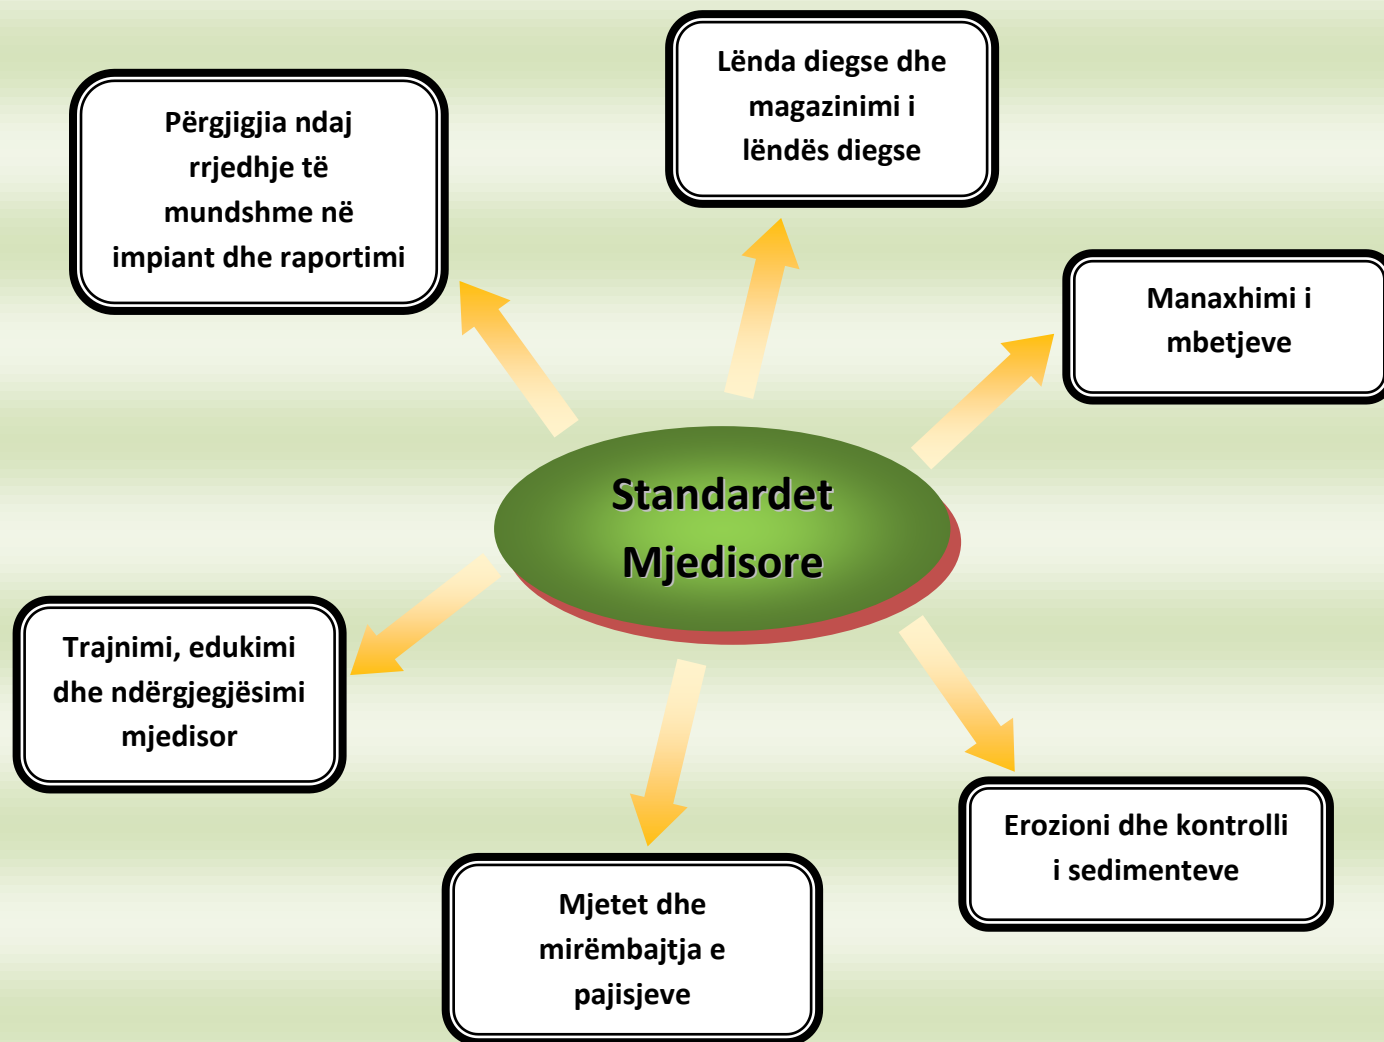 Lënda diegse dhe
magazinimi i
lëndës diegse
Përgjigjia ndaj
rrjedhje të
mundshme në
impiant dhe raportimi
Manaxhimi i
mbetjeve
Standardet
Mjedisore
Trajnimi, edukimi
dhe ndërgjegjësimi
mjedisor
Erozioni dhe kontrolli
i sedimenteve
Mjetet dhe
mirëmbajtja e
pajisjeve